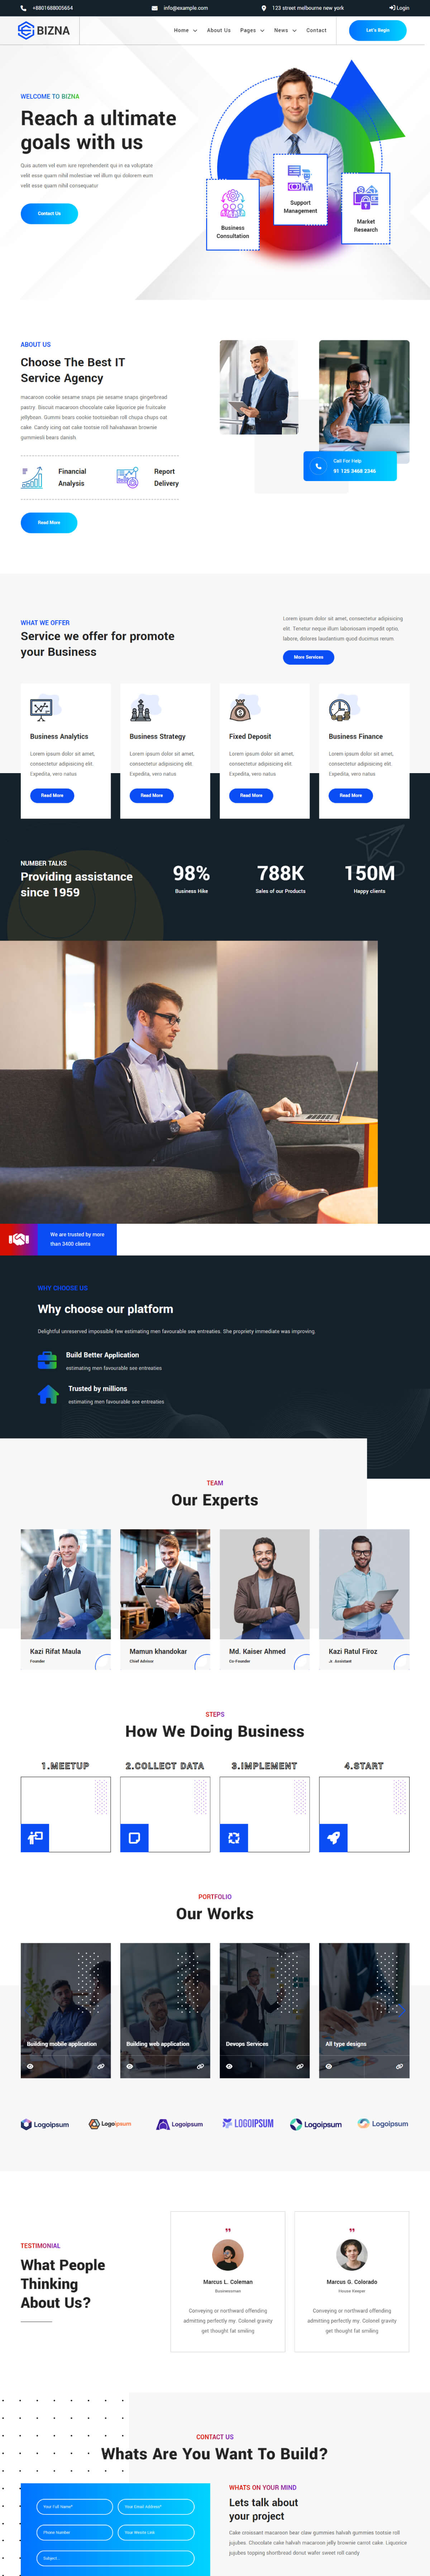 +8801688005654
info@example.com
123 street melbourne new york
Login
BIZNA
Home
About Us
Pages
News
Contact
Let's Begin
WELCOME TO BIZNA
Reach a ultimate
goals with us
Quis autem vel eum iure reprehenderit qui in ea voluptate
velit esse quam nihil molestiae vel illum qui dolorem eum
velit esse quam nihil consequatur
Contact Us
Business
Consultation
Support
Management
Market
Research
ABOUT US
Choose The Best IT
Service Agency
macaroon cookie sesame snaps pie sesame snaps gingerbread
pastry. Biscuit macaroon chocolate cake liquorice pie fruitcake
jellybean. Gummi bears cookie tootsieroll roll chupa chups oat
cake. Candy icing oat cake tootsie roll halvahawan brownie
gummiesli bears danish.
Financial
Analysis
Report
Delivery
Read More
Call For Help
91 125 3468 2346
WHAT WE OFFER
Service we offer for promote
your Business
Lorem ipsum dolor sit amet, consectetur adipisicing
elit. Tenetur neque illum laboriosam impedit optio,
labore, dolores laudantium quod ducimus rerum
More Services
Business Analytics
Lorem ipsum dolor sit amet,
consectetur adipisicing elit.
Expedita, vero natus
Read More
Business Strategy
Lorem ipsum dolor sit amet,
consectetur adipisicing elit.
Expedita, vero natus
Read More
Fixed Deposit
Lorem ipsum dolor sit amet,
consectetur adipisicing elit.
Expedita, vero natus
Read More
Business Finance
Lorem ipsum dolor sit amet,
consectetur adipisicing elit.
Expedita, vero natus
Read More
NUMBER TALKS
Providing assistance
since 1959
98%
Business Hike
788K
Sales of our Products
150M
Happy clients
We are trusted by more
than 3400 clients
WHY CHOOSE US
Why choose our platform
Delightful unreserved impossible few estimating men favourable see entreaties. She propriety immediate was improving.
Build Better Application
estimating men favourable see entreaties
Trusted by millions
estimating men favourable see entreaties
TEAM
Our Experts
Kazi Rifat Maula
Founder
Mamun khandokar
Chief Advisor
Md. Kaiser Ahmed
Co-Founder
Kazi Ratul Firoz
Jr. Assistant
STEPS
How We Doing Business
1.MEETUP
2.COLLECT DATA
3.IMPLEMENT
4.START
PORTFOLIO
Our Works
Building mobile application
Building web application
Devops Services
All type designs
Logoipsum
Logoipsum
Logoipsum
LOGOIPSUM
Logoipsum
Logoipsum
TESTIMONIAL
What People
Thinking
About Us?
Marcus L. Coleman
Businessman
Conveying or northward offending
admitting perfectly my. Colonel gravity
get thought fat smiling
Marcus G. Colorado
House Keeper
Conveying or northward offending
admitting perfectly my. Colonel gravity
get thought fat smiling
CONTACT US
Whats Are You Want To Build?
Your Full Name*
Your Email Address*
Phone Number
Your Wesite Link
Subject...
WHATS ON YOUR MIND
Lets talk about
your project
Cake croissant macaroon bear claw gummies halvah gummies tootsie roll
jujubes. Chocolate cake halvah macaroon jelly brownie carrot cake. Liquorice
jujubes topping shortbread donut wafer sweet roll candy